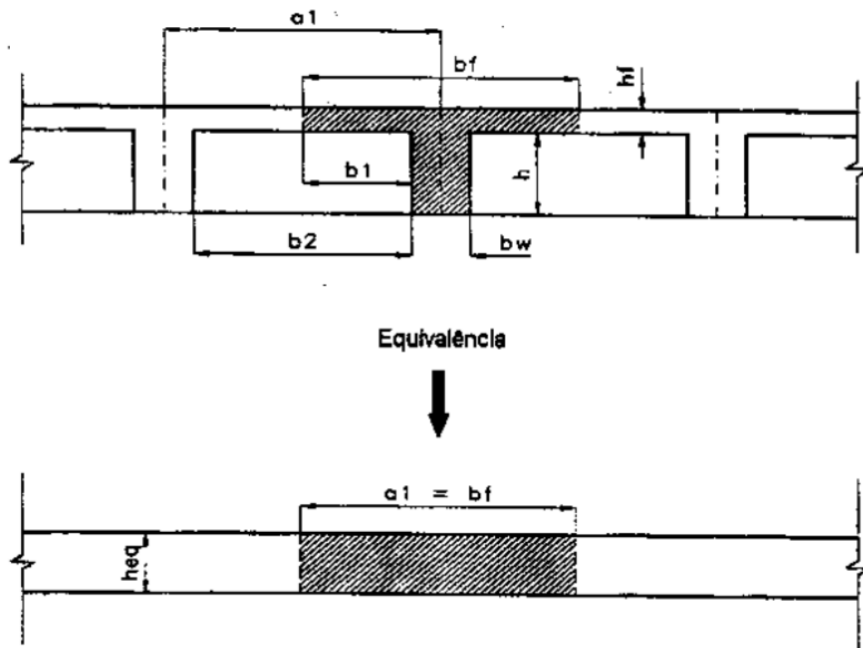 a1
bf
hf
b1
h
b2
bw
Equivalência
a1 = bf
heq